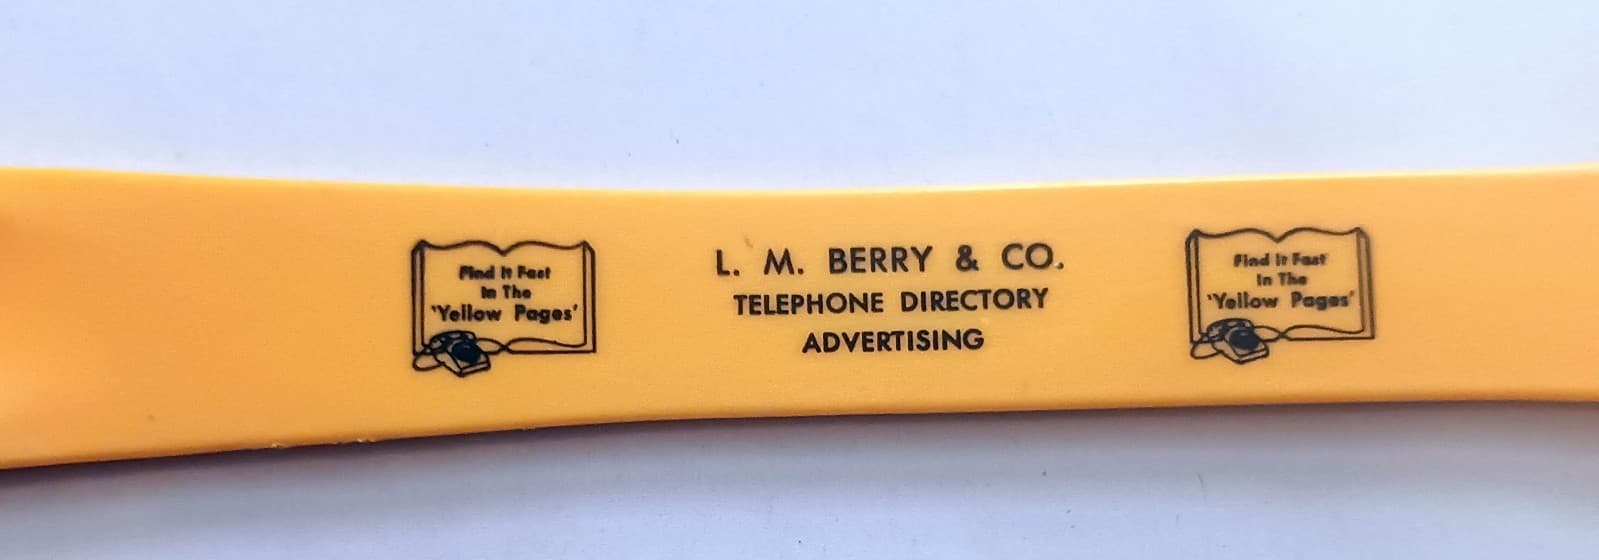 Find It Fast
In The
'Yellow Pages'
L. M. BERRY & CO.
TELEPHONE DIRECTORY
ADVERTISING
Find It Fast
In The
'Yellow Pages'